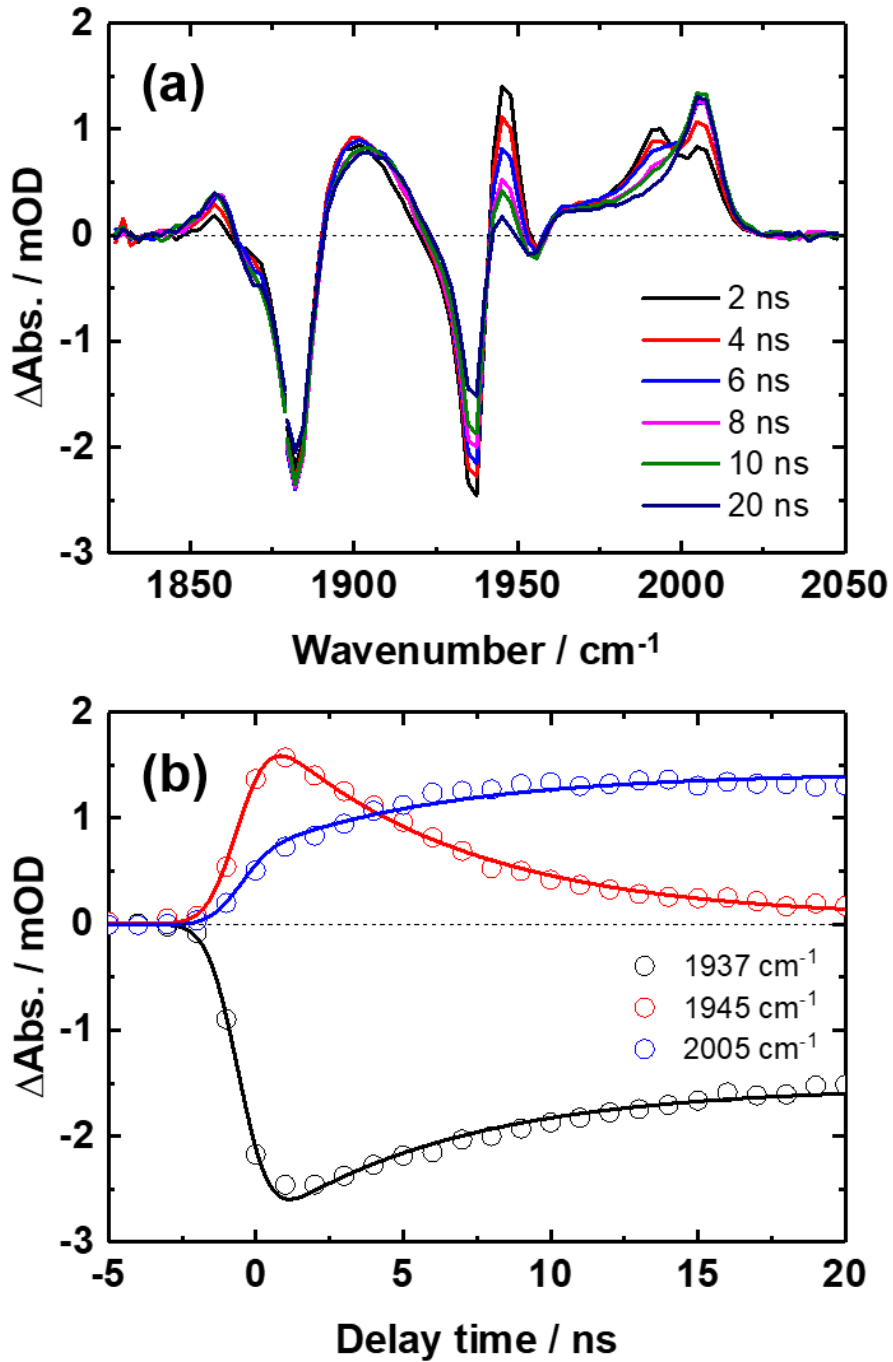 (a)
2
1
0
-1
-2
-3
ΔAbs. / mOD
2 ns
4 ns
6 ns
8 ns
10 ns
20 ns
1850 1900 1950 2000 2050
Wavenumber / cm-1
(b)
2
1
0
-1
-2
-3
ΔAbs. / mOD
1937 cm-1
1945 cm-1
2005 cm-1
-5 0 5 10 15 20
Delay time / ns